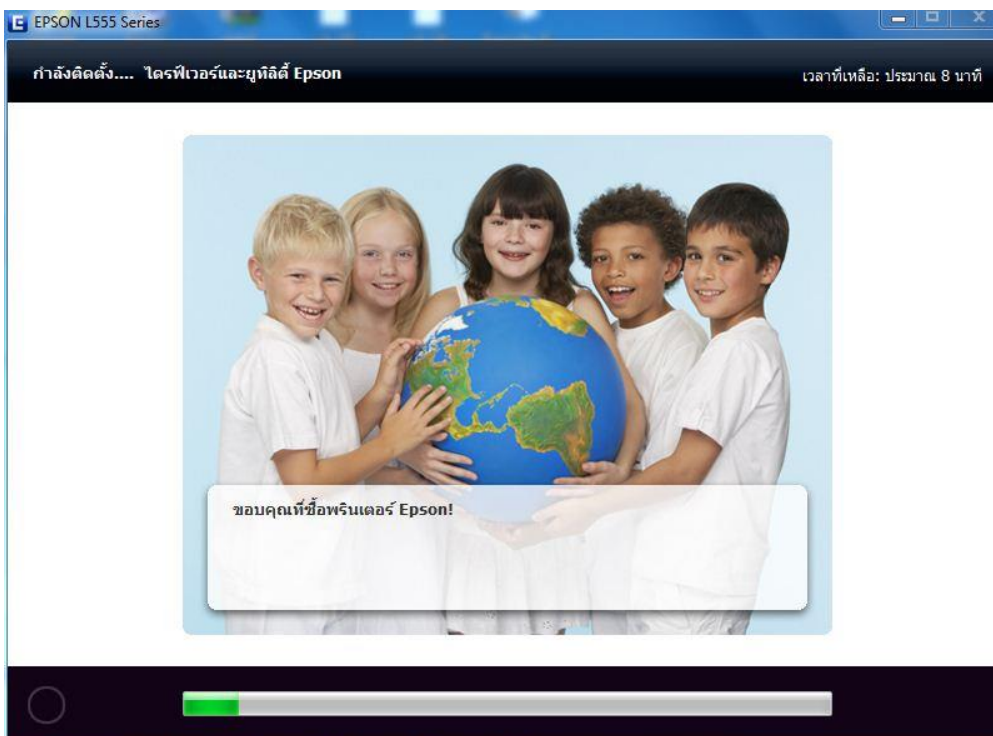 EPSON L555 Series
กำลังติดตั้ง.... ไดรฟ์เวอร์และยูทิลิตี้ Epson
เวลาที่เหลือ: ประมาณ 8 นาที
ขอบคุณที่ซื้อพรินเตอร์ Epson!